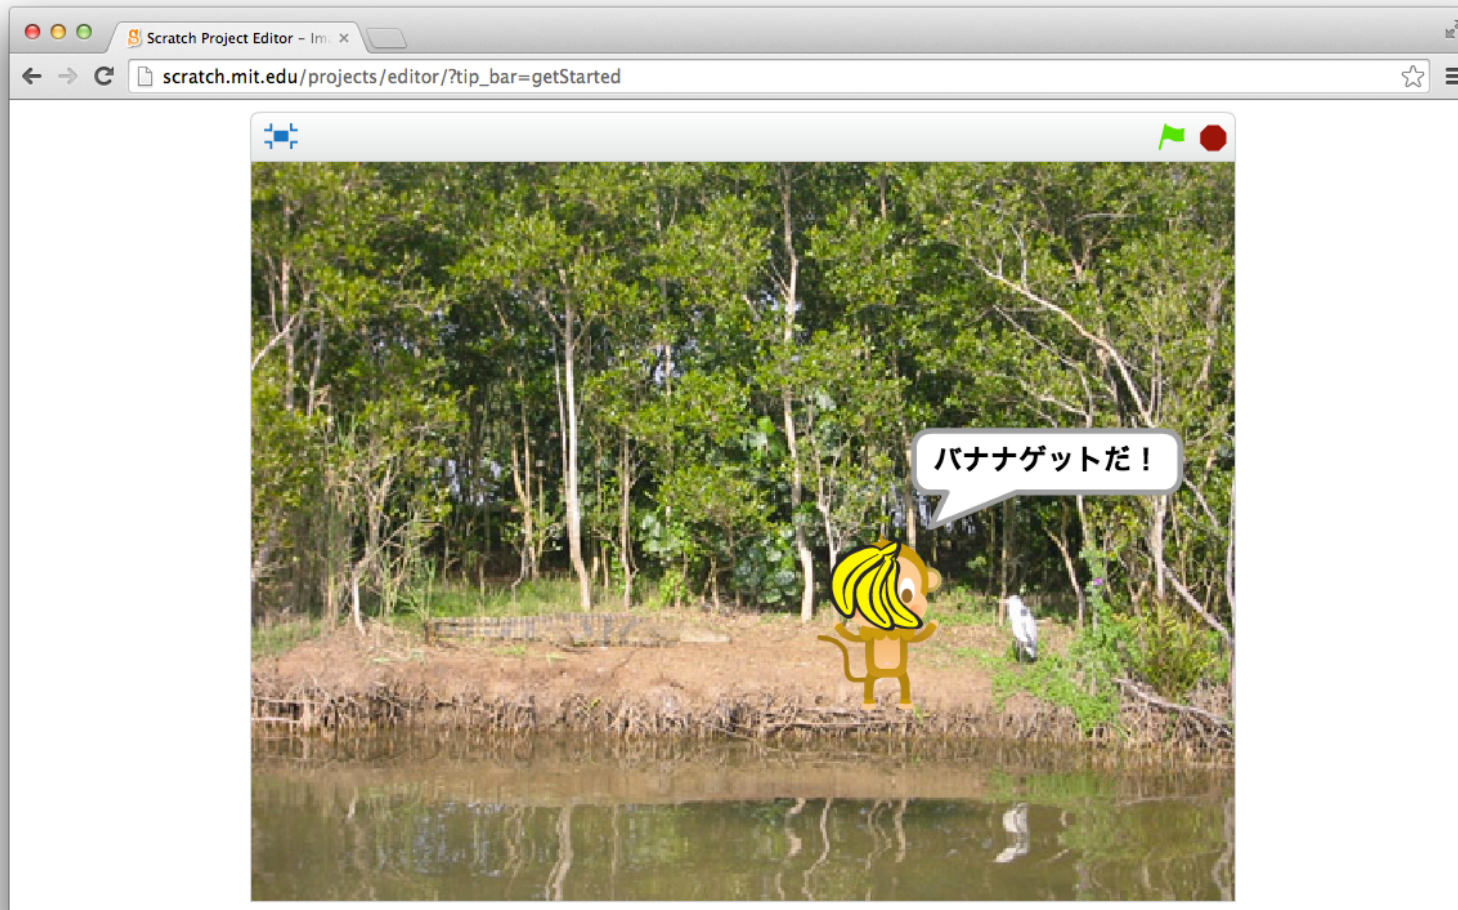 Scratch Project Editor – Im
scratch.mit.edu/projects/editor/?tip_bar=getStarted
バナナゲットだ！